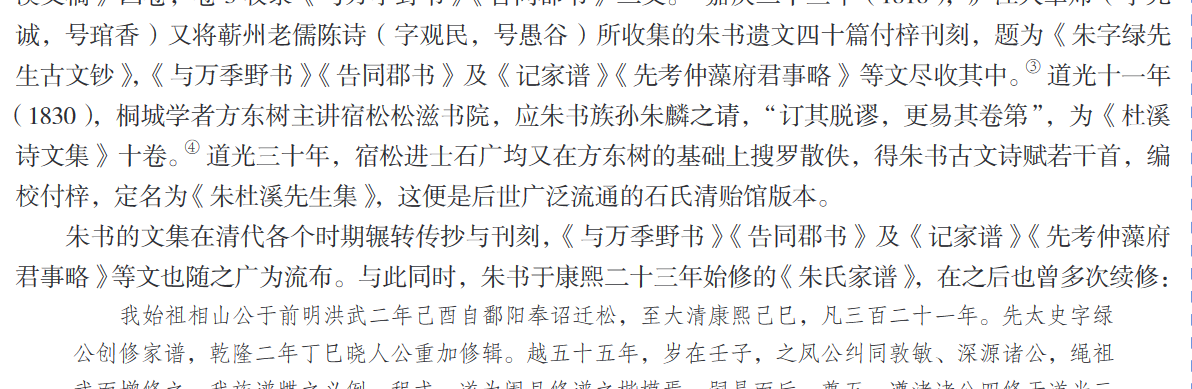 诚，号琯香）又将蕲州老儒陈诗（字观民，号愚谷）所收集的朱书遗文四十篇付梓刊刻，题为《朱字绿先
生古文钞》，《与万季野书》《告同郡书》及《记家谱》《先考仲藻府君事略》等文尽收其中。③道光十一年
（1830），桐城学者方东树主讲宿松松滋书院，应朱书族孙朱麟之请，“订其脱谬，更易其卷第”，为《杜溪
诗文集》十卷。④道光三十年，宿松进士石广均又在方东树的基础上搜罗散佚，得朱书古文诗赋若干首，编
校付梓，定名为《朱杜溪先生集》，这便是后世广泛流通的石氏清贻馆版本。
朱书的文集在清代各个时期辗转传抄与刊刻，《与万季野书》《告同郡书》及《记家谱》《先考仲藻府
君事略》等文也随之广为流布。与此同时，朱书于康熙二十三年始修的《朱氏家谱》，在之后也曾多次续修：
我始祖相山公于前明洪武二年己酉自鄱阳奉诏迁松，至大清康熙己巳，凡三百二十一年。先太史字绿
公创修家谱，乾隆二年丁巳晓人公重加修辑。越五十五年，岁在壬子，之凤公纠同敦敏、深源诸公，绳祖